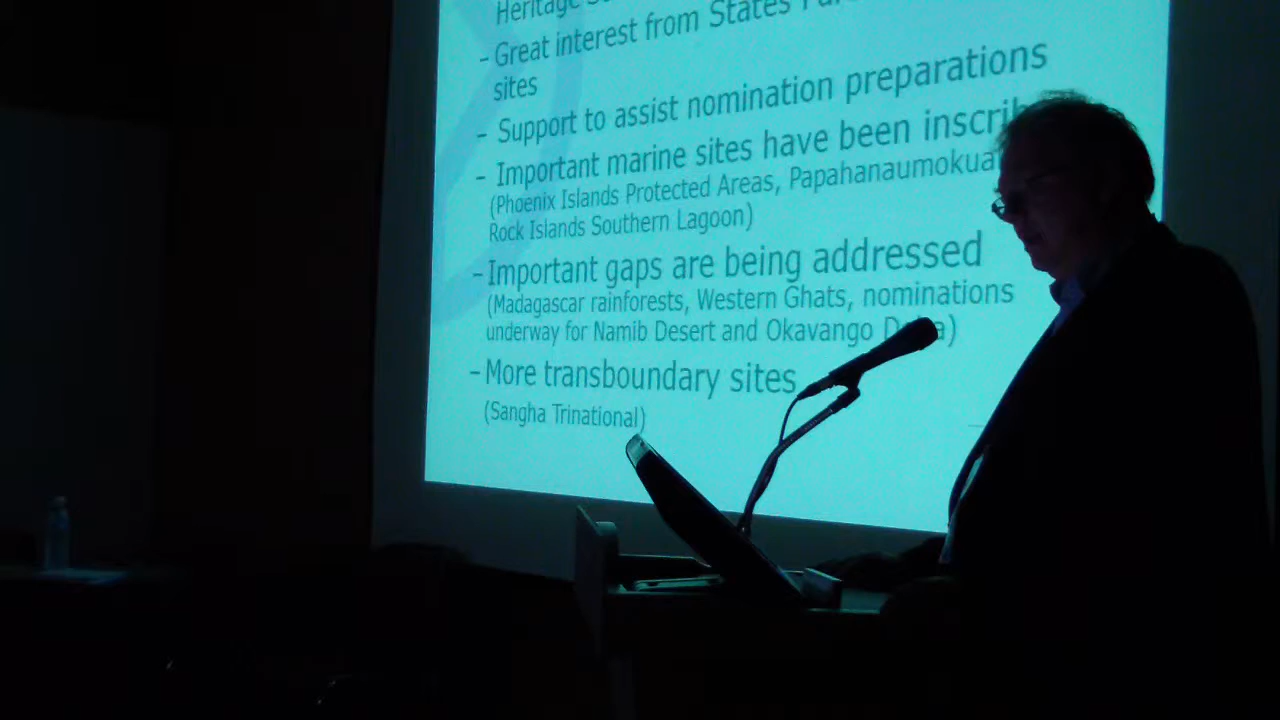 Heritage
– Great interest from States
sites
– Support to assist nomination preparations
– Important marine sites have been
(Phoenix Islands Protected Areas,
Rock Islands Southern Lagoon)
– Important gaps are being addressed
(Madagascar rainforests, Western Ghats, nominations
underway for Namib Desert and Okavango
– More transboundary sites
(Sangha Trinational)